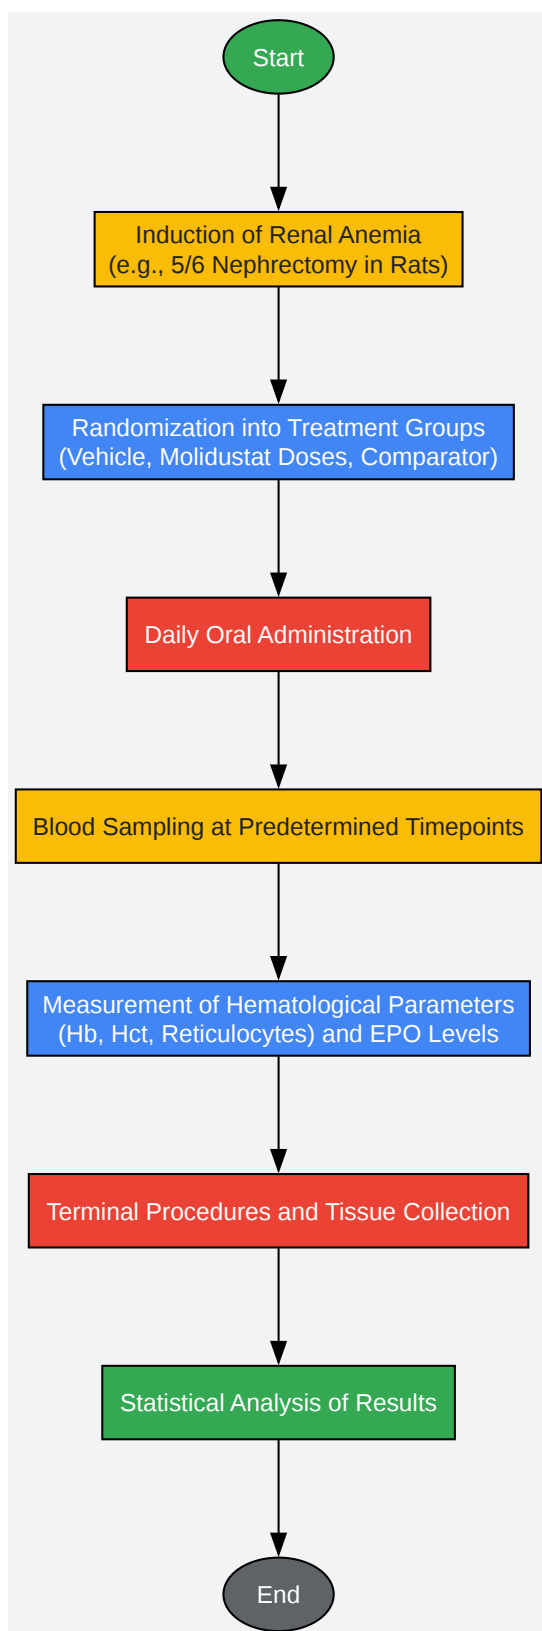 Start
Induction of Renal Anemia
(e.g., 5/6 Nephrectomy in Rats)
Randomization into Treatment Groups
(Vehicle, Molidustat Doses, Comparator)
Daily Oral Administration
Blood Sampling at Predetermined Timepoints
Measurement of Hematological Parameters
(Hb, Hct, Reticulocytes) and EPO Levels
Terminal Procedures and Tissue Collection
Statistical Analysis of Results
End